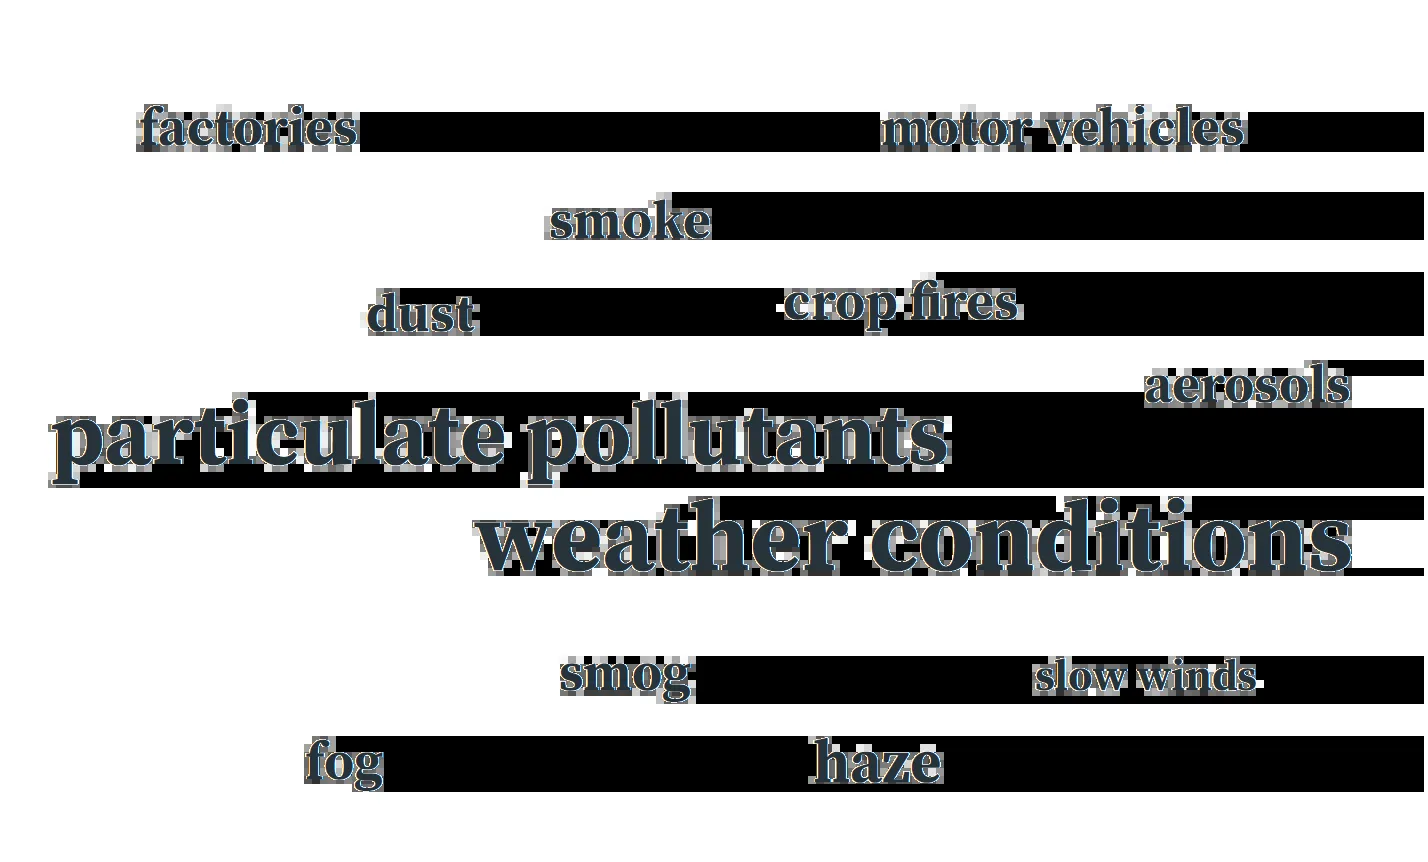 factories
motor vehicles
smoke
crop fires
dust
aerosols
particulate pollutants
weather conditions
smog
slow winds
fog
haze